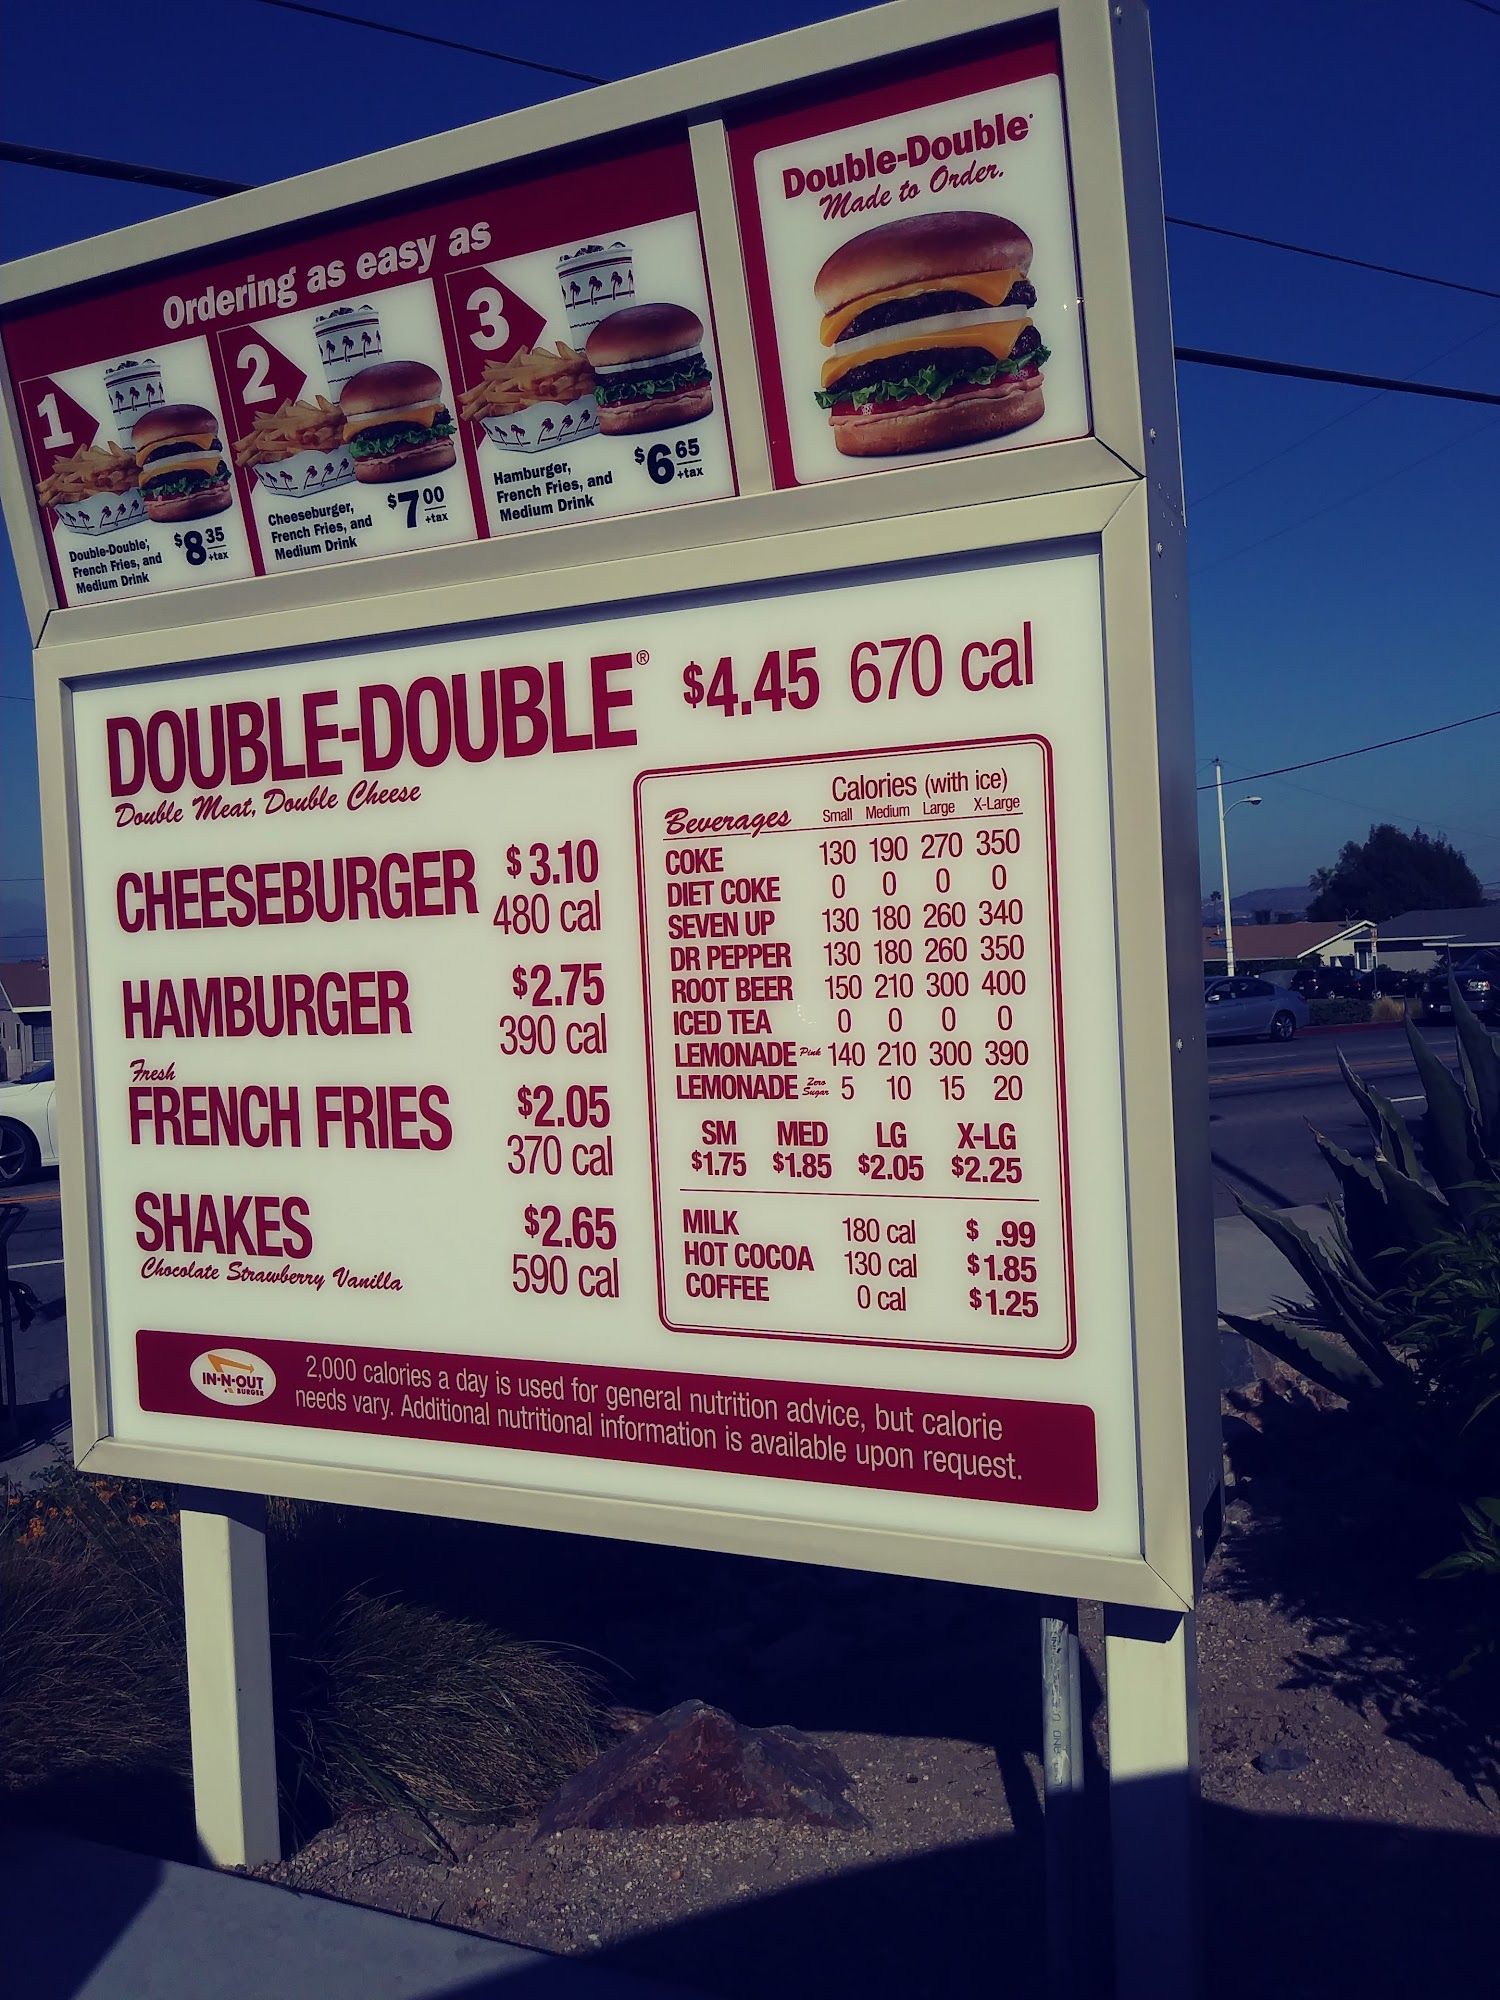 Ordering as easy as
1
Double-Double®,
French Fries, and
Medium Drink
$8 35
+tax
2
Cheeseburger,
French Fries, and
Medium Drink
$7 00
+tax
3
Hamburger,
French Fries, and
Medium Drink
$6 65
+tax
Double-Double®
Made to Order.
DOUBLE-DOUBLE® $4.45 670 cal
Double Meat, Double Cheese
CHEESEBURGER $3.10
480 cal
HAMBURGER $2.75
390 cal
Fresh
FRENCH FRIES $2.05
370 cal
SHAKES $2.65
Chocolate Strawberry Vanilla 590 cal
Calories (with ice)
Beverages Small Medium Large X-Large
COKE 130 190 270 350
DIET COKE 0 0 0 0
SEVEN UP 130 180 260 340
DR PEPPER 130 180 260 350
ROOT BEER 150 210 300 400
ICED TEA 0 0 0 0
LEMONADE Pink 140 210 300 390
LEMONADE Zero Sugar 5 10 15 20
SM MED LG X-LG
$1.75 $1.85 $2.05 $2.25
MILK 180 cal $ .99
HOT COCOA 130 cal $1.85
COFFEE 0 cal $1.25
IN-N-OUT
BURGER
2,000 calories a day is used for general nutrition advice, but calorie
needs vary. Additional nutritional information is available upon request.